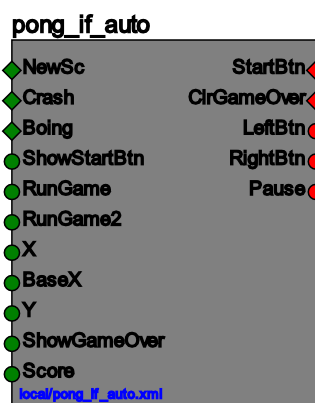 pong_if_auto
NewSc StartBtn
Crash ClrGameOver
Boing LeftBtn
ShowStartBtn RightBtn
RunGame Pause
RunGame2
X
BaseX
Y
ShowGameOver
Score
local/pong_if_auto.xml